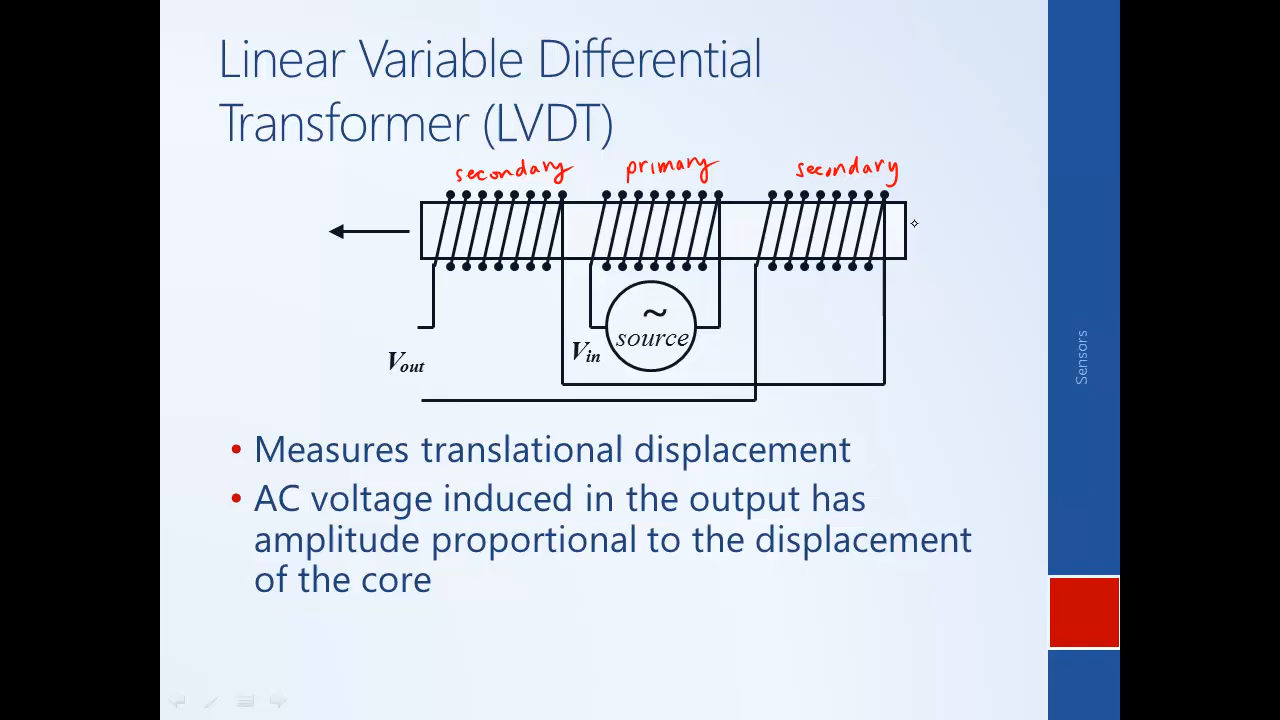 Linear Variable Differential
Transformer (LVDT)
secondary primary secondary
~
source
V_in
V_out
• Measures translational displacement
• AC voltage induced in the output has
amplitude proportional to the displacement
of the core
Sensors